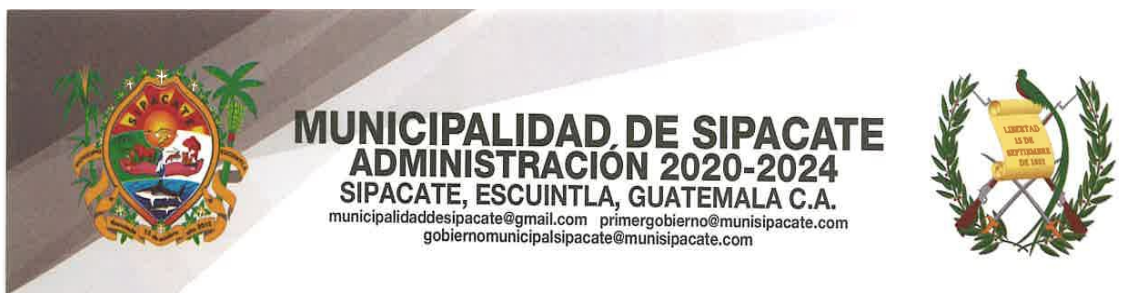 SIPACATE
MUNICIPALIDAD DE SIPACATE
ADMINISTRACIÓN 2020-2024
SIPACATE, ESCUINTLA, GUATEMALA C.A.
municipalidaddesipacate@gmail.com primergobierno@munisipacate.com
gobiernomunicipalsipacate@munisipacate.com
LIBERTAD
15 DE
SEPTIEMBRE
DE 1821